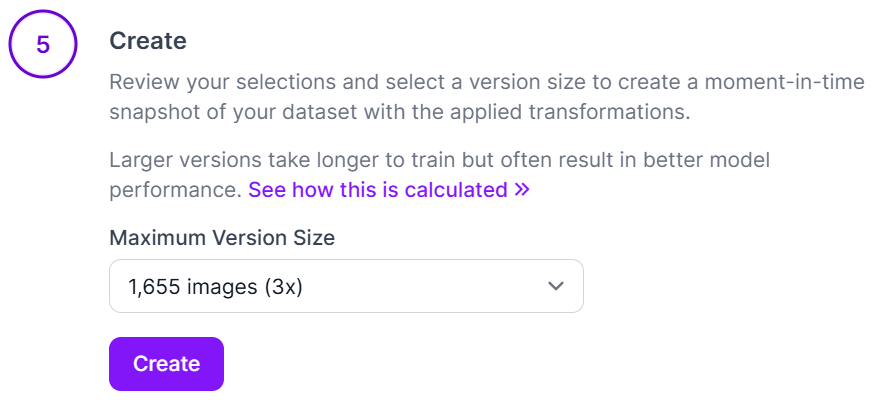 5
Create
Review your selections and select a version size to create a moment-in-time
snapshot of your dataset with the applied transformations.
Larger versions take longer to train but often result in better model
performance. See how this is calculated »
Maximum Version Size
1,655 images (3x)
Create